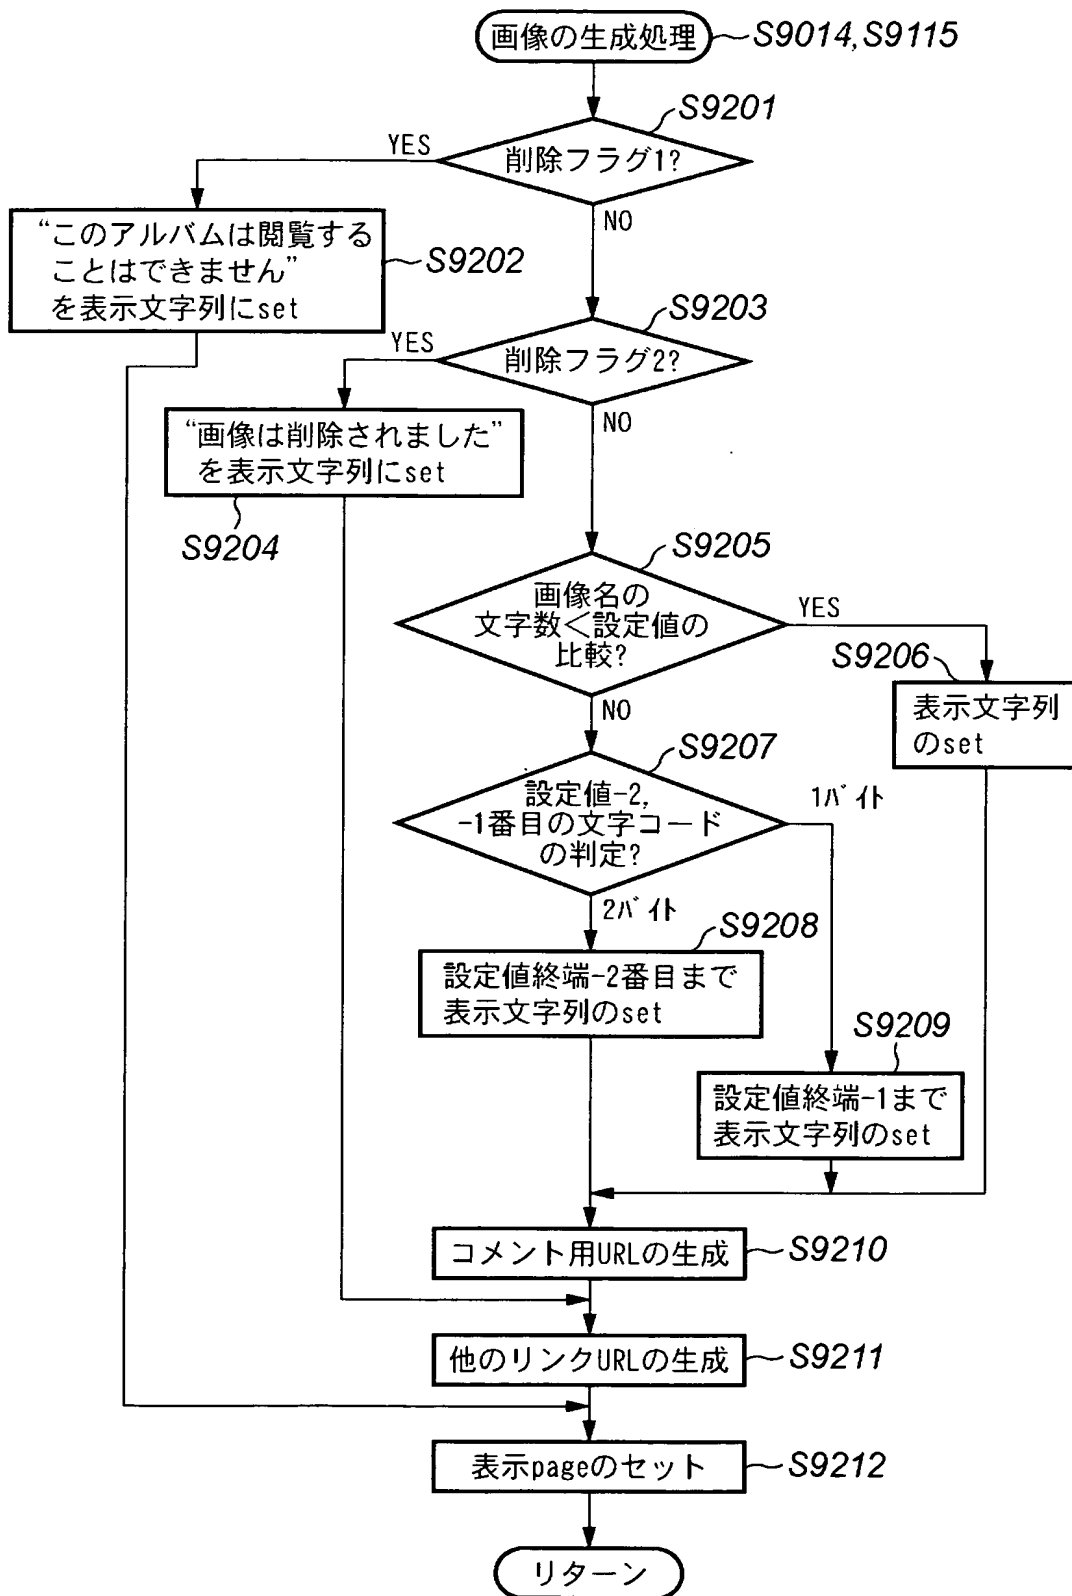 画像の生成処理
S9014,S9115
S9201
YES
削除フラグ1?
NO
“このアルバムは閲覧する
ことはできません”
を表示文字列にset
S9202
S9203
YES
削除フラグ2?
NO
“画像は削除されました”
を表示文字列にset
S9204
S9205
画像名の
文字数<設定値の
比較?
YES
S9206
表示文字列
のset
NO
S9207
設定値-2,
-1番目の文字コード
の判定?
1バイト
2バイト
S9208
設定値終端-2番目まで
表示文字列のset
S9209
設定値終端-1まで
表示文字列のset
コメント用URLの生成
S9210
他のリンクURLの生成
S9211
表示pageのセット
S9212
リターン